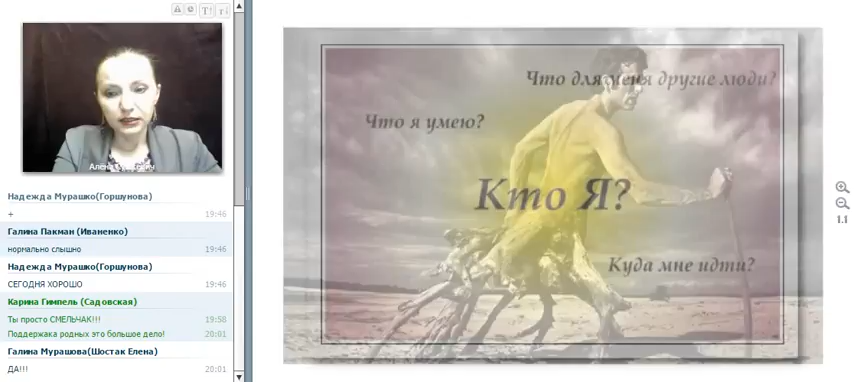 Надежда Мурашко(Горшунова)
+ 19:46
Галина Пакман (Иваненко)
нормально слышно 19:46
Надежда Мурашко(Горшунова)
СЕГОДНЯ ХОРОШО 19:46
Карина Гимпель (Садовская)
Ты просто СМЕЛЬЧАК!!! 19:58
Поддержака родных это большое дело! 20:01
Галина Мурашова(Шостак Елена)
ДА!!! 20:01
Что для меня другие люди?
Что я умею?
Кто Я?
Куда мне идти?
1.1